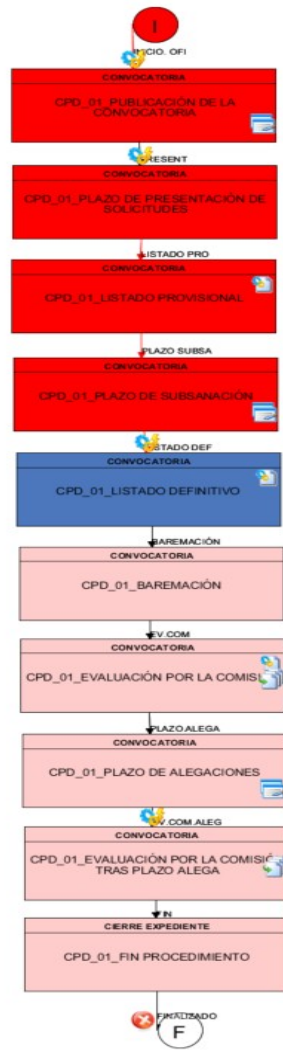 I
INICIO. OFI
CONVOCATORIA
CPD_01_PUBLICACIÓN DE LA
CONVOCATORIA
PRESENT
CONVOCATORIA
CPD_01_PLAZO DE PRESENTACIÓN DE
SOLICITUDES
LISTADO PRO
CONVOCATORIA
CPD_01_LISTADO PROVISIONAL
PLAZO SUBSA
CONVOCATORIA
CPD_01_PLAZO DE SUBSANACIÓN
STADO DEF
CONVOCATORIA
CPD_01_LISTADO DEFINITIVO
BAREMACIÓN
CONVOCATORIA
CPD_01_BAREMACIÓN
EV.COM
CONVOCATORIA
CPD_01_EVALUACIÓN POR LA COMISI
PLAZO ALEGA
CONVOCATORIA
CPD_01_PLAZO DE ALEGACIONES
EV.COM.ALEG
CONVOCATORIA
CPD_01_EVALUACIÓN POR LA COMISIÓ
TRAS PLAZO ALEGA
FIN
CIERRE EXPEDIENTE
CPD_01_FIN PROCEDIMIENTO
FINALIZADO
F